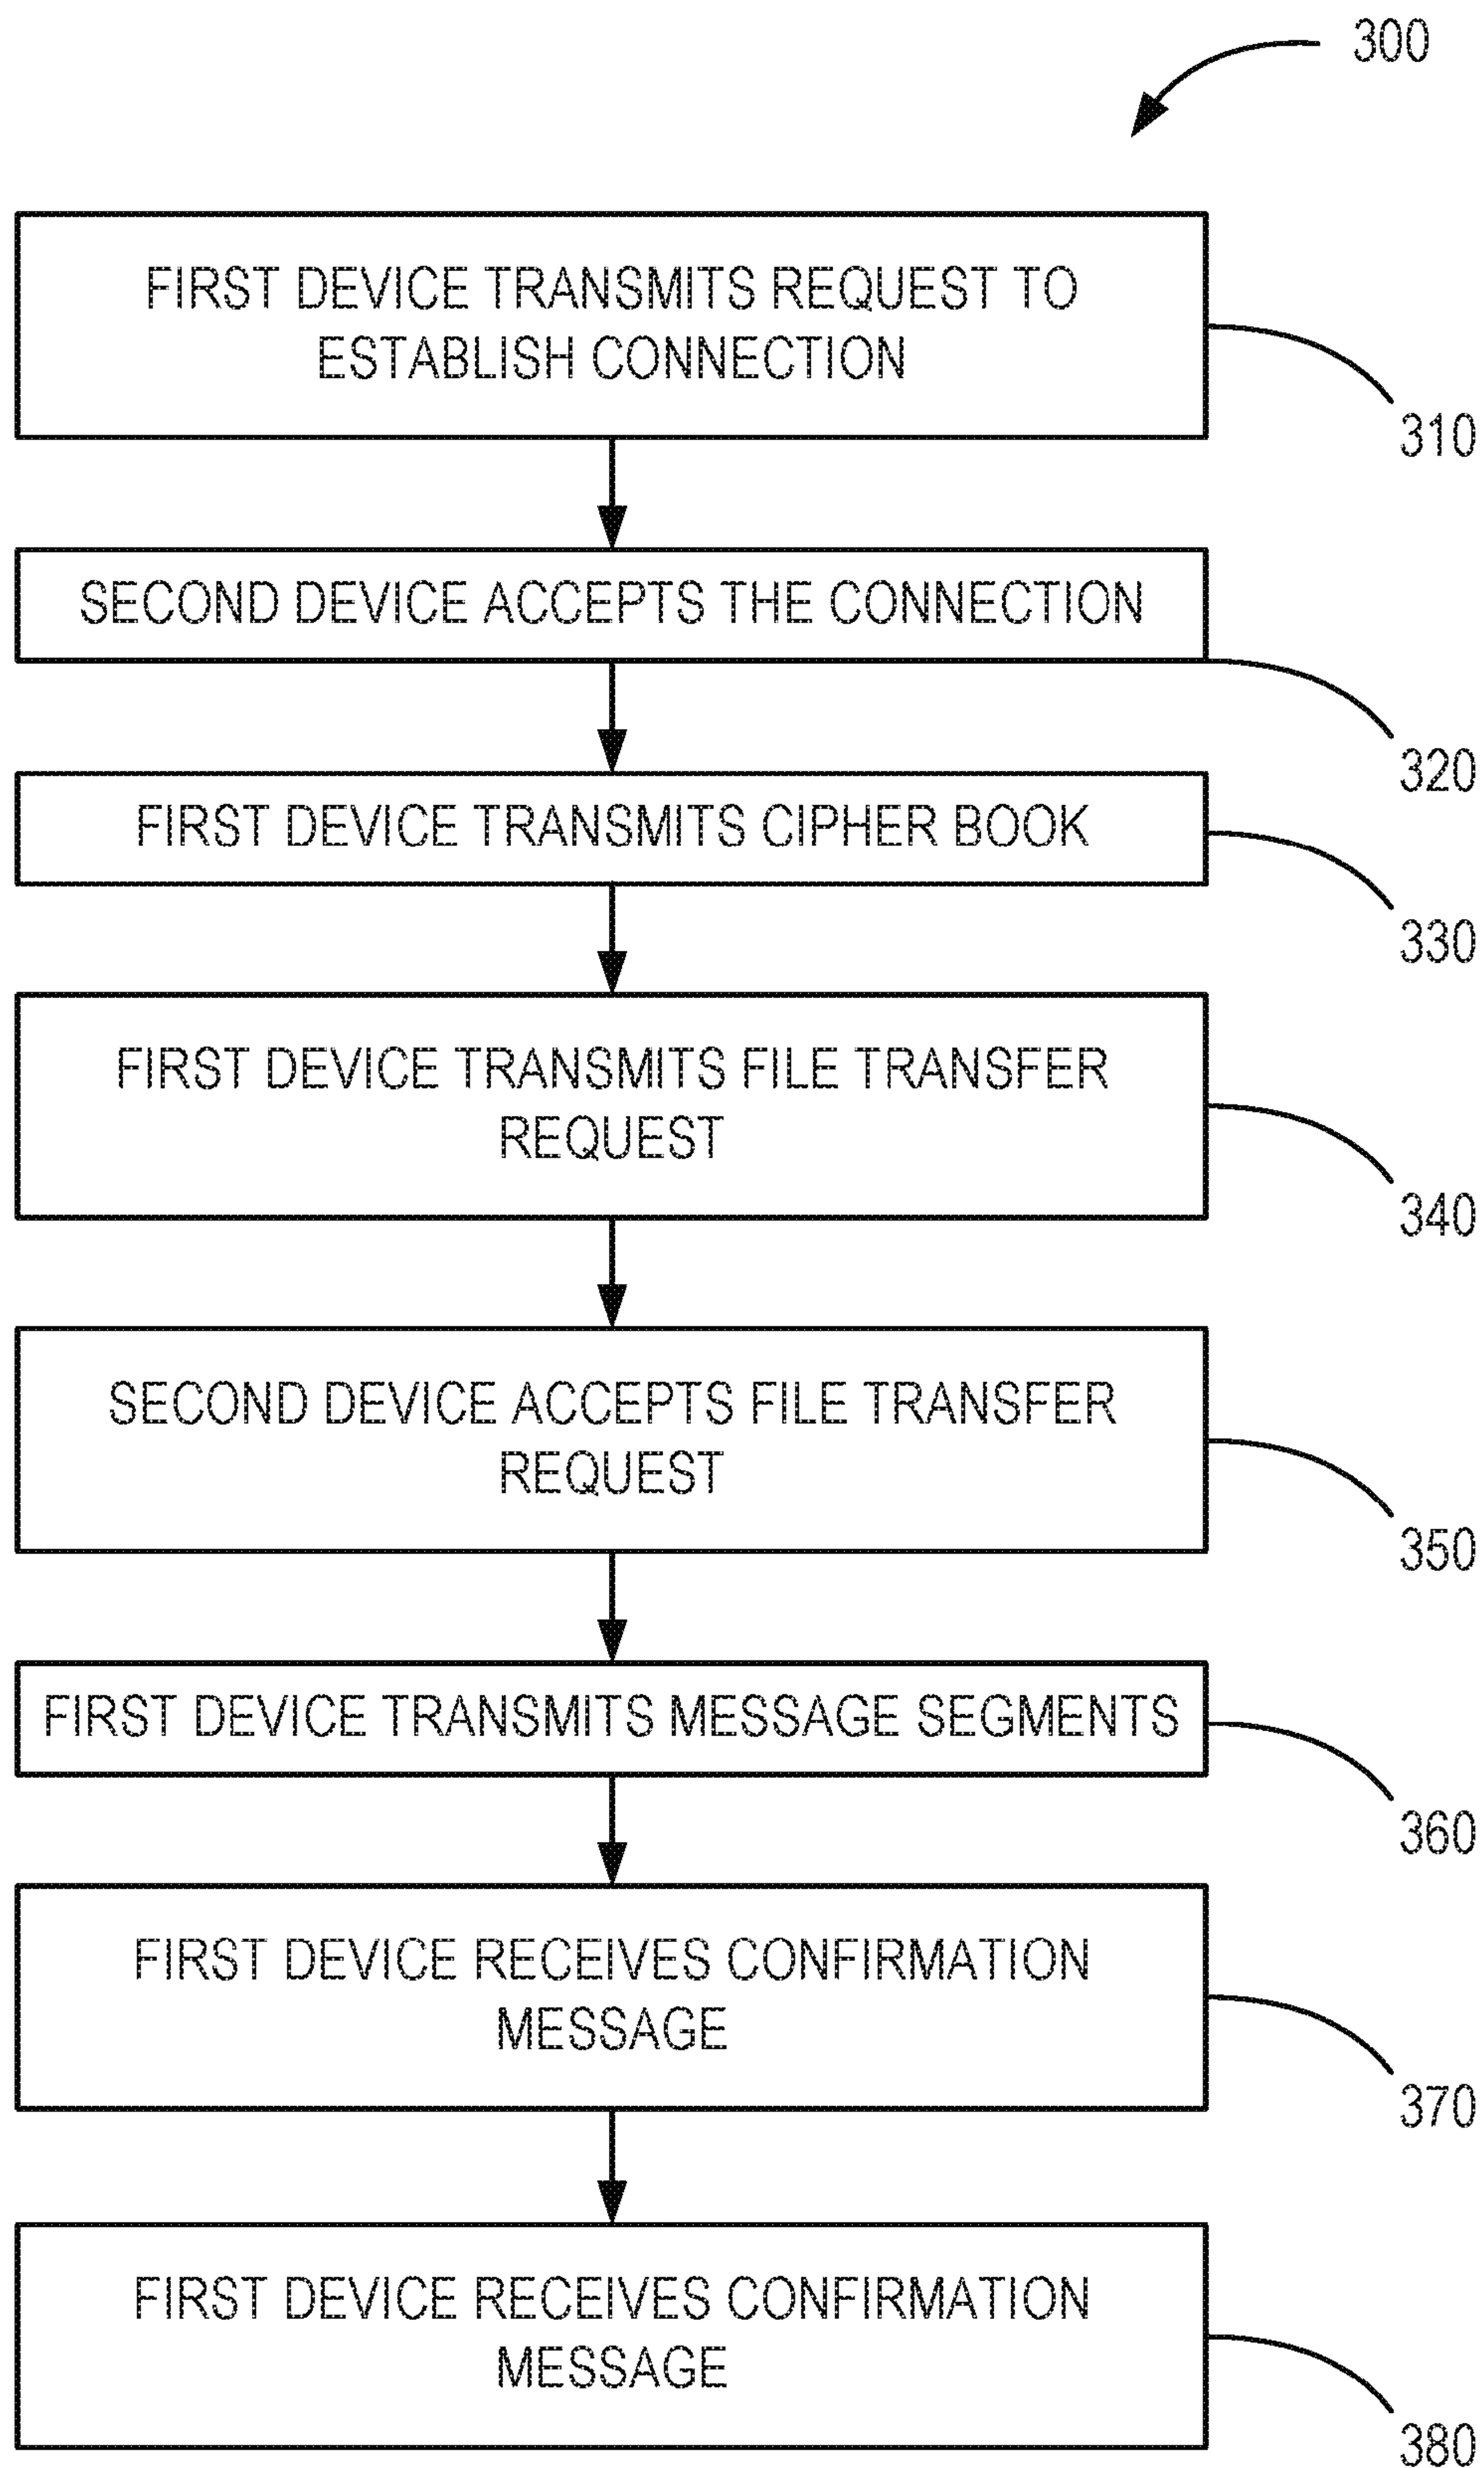 300
FIRST DEVICE TRANSMITS REQUEST TO
ESTABLISH CONNECTION
310
SECOND DEVICE ACCEPTS THE CONNECTION
320
FIRST DEVICE TRANSMITS CIPHER BOOK
330
FIRST DEVICE TRANSMITS FILE TRANSFER
REQUEST
340
SECOND DEVICE ACCEPTS FILE TRANSFER
REQUEST
350
FIRST DEVICE TRANSMITS MESSAGE SEGMENTS
360
FIRST DEVICE RECEIVES CONFIRMATION
MESSAGE
370
FIRST DEVICE RECEIVES CONFIRMATION
MESSAGE
380